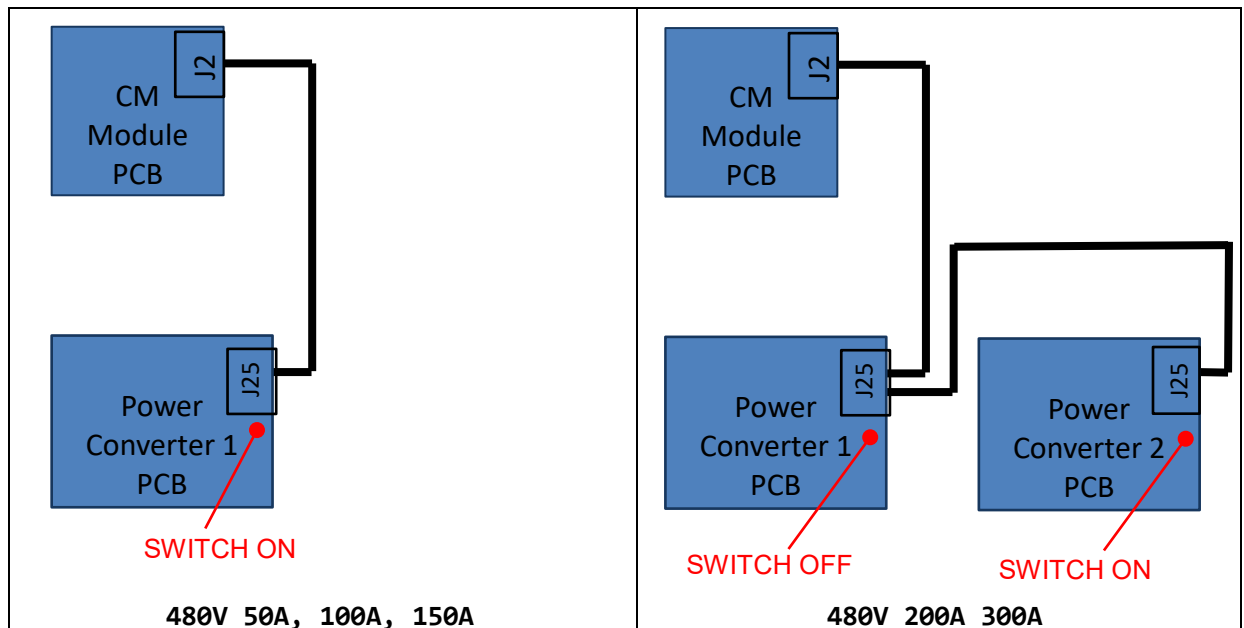 J2
CM
Module
PCB
J25
Power
Converter 1
PCB
SWITCH ON
480V 50A, 100A, 150A
J2
CM
Module
PCB
J25
Power
Converter 1
PCB
SWITCH OFF
J25
Power
Converter 2
PCB
SWITCH ON
480V 200A 300A